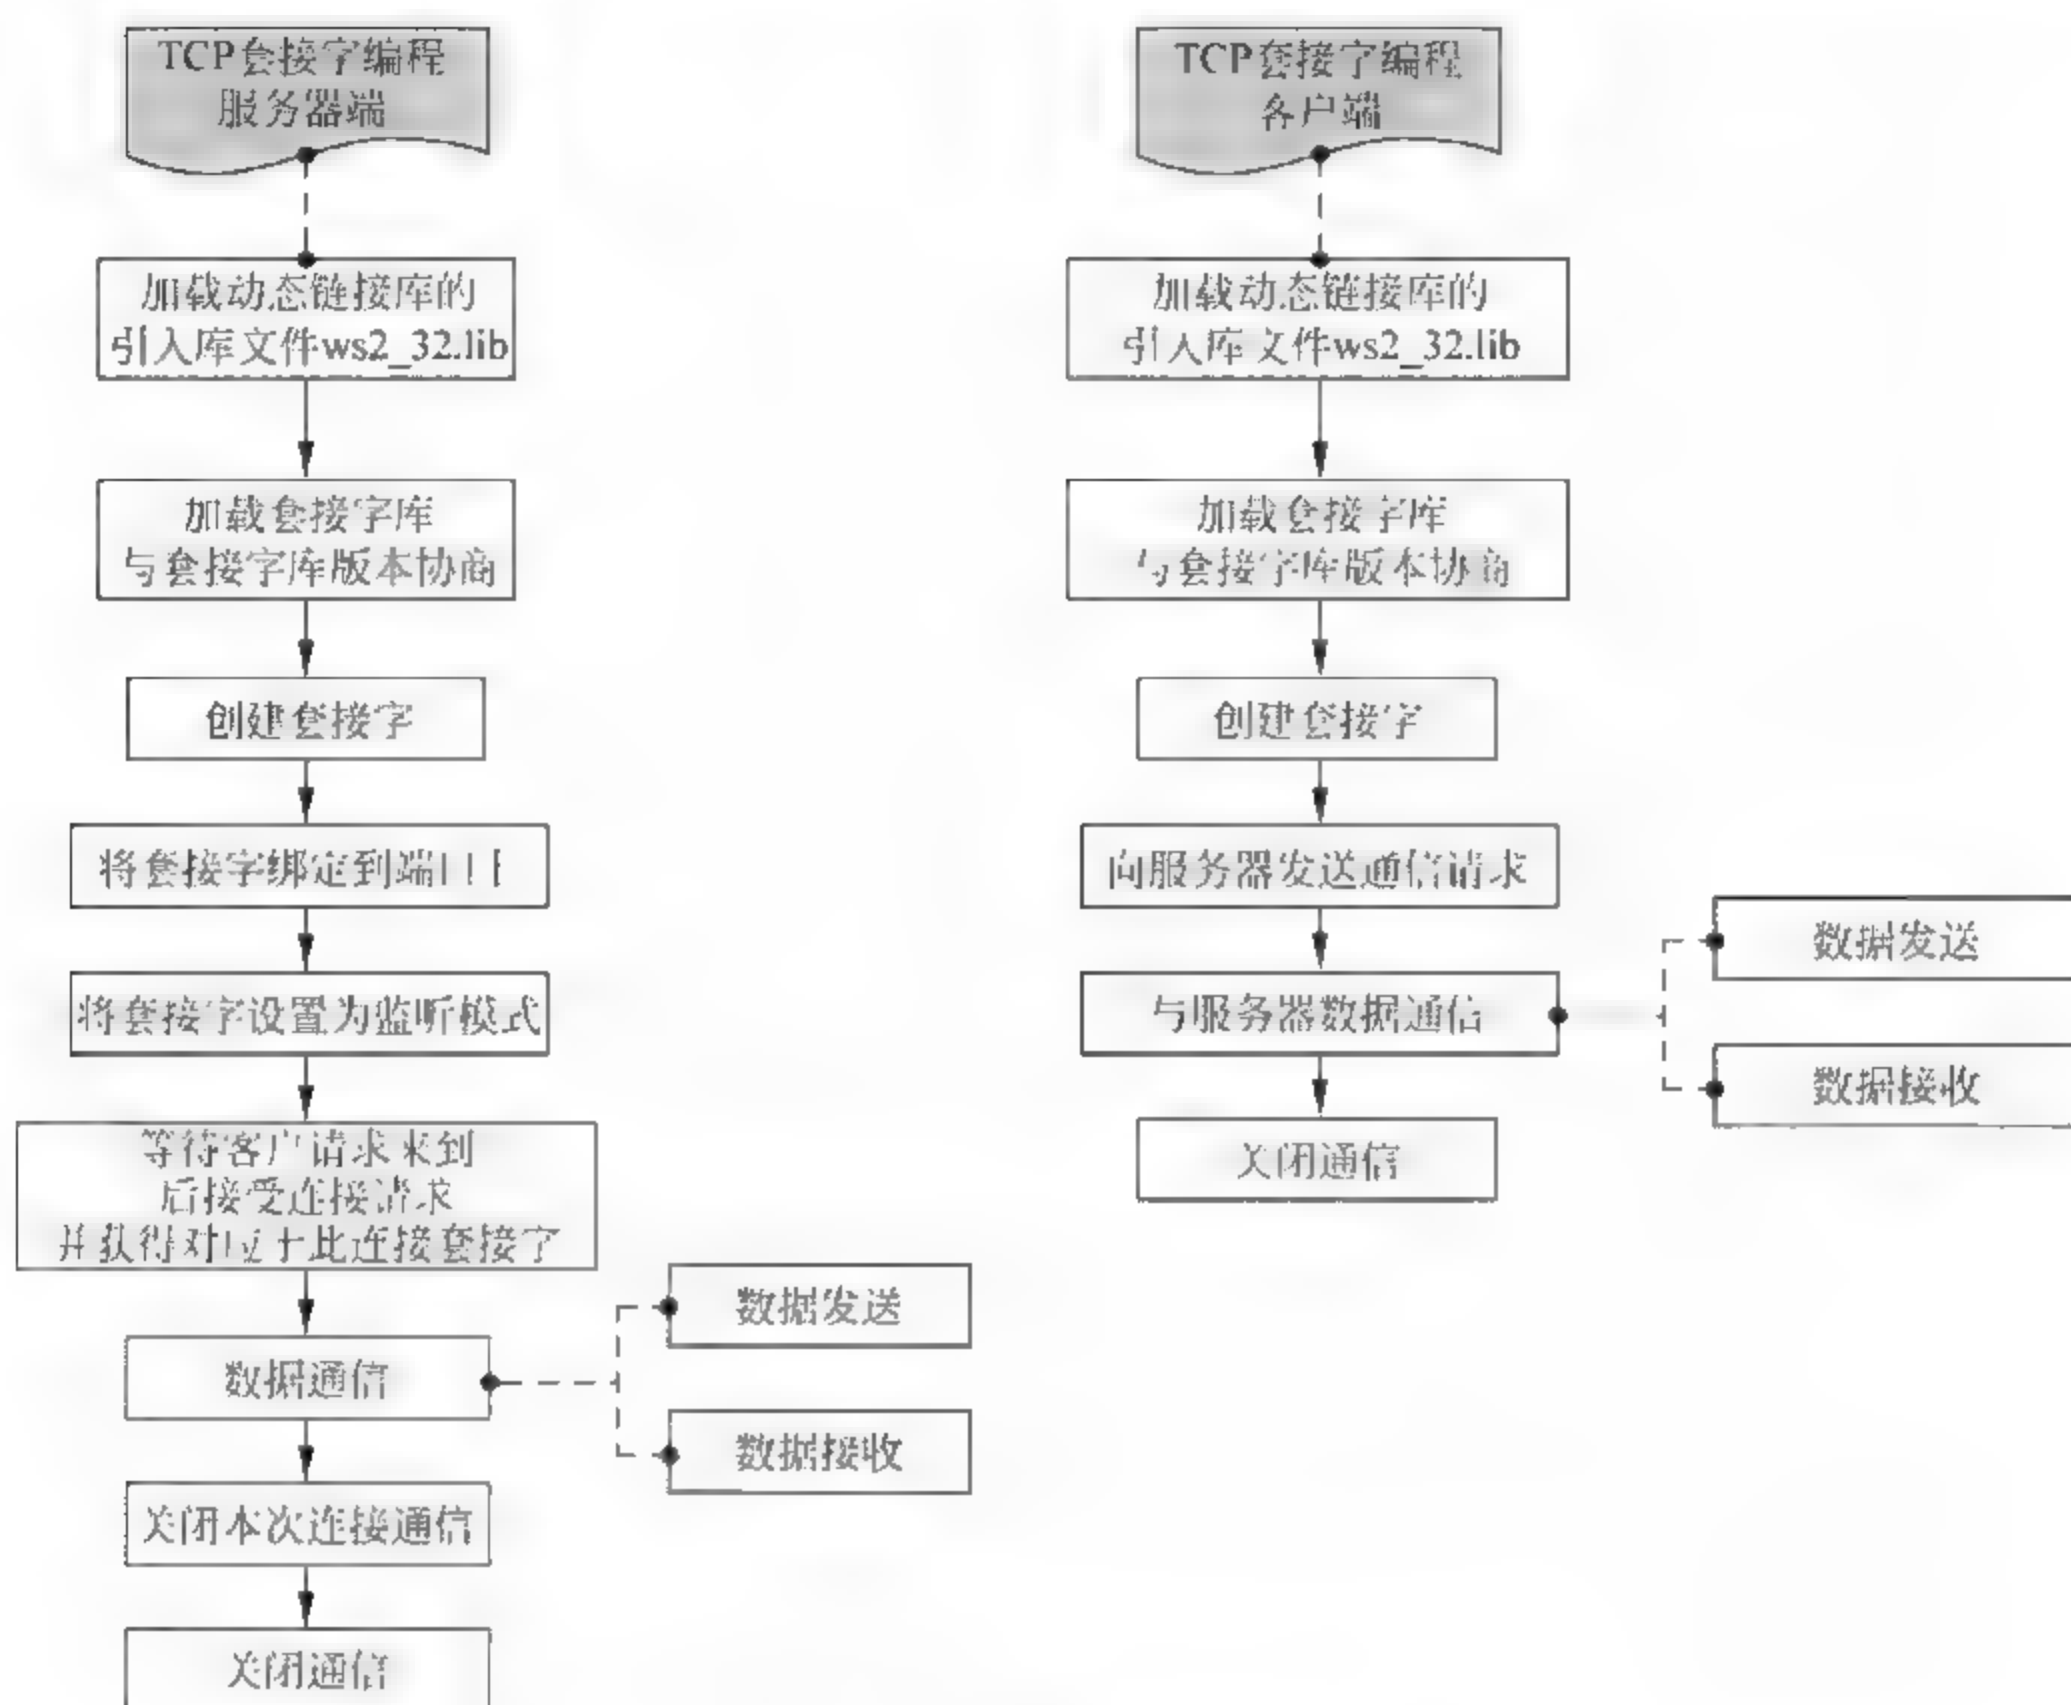 TCP套接字编程
服务器端
加载动态链接库的
引入库文件ws2_32.lib
加载套接字库
与套接字库版本协商
创建套接字
将套接字绑定到端口上
将套接字设置为监听模式
等待客户请求来到
后接受连接请求
并获得对应于此连接套接字
数据通信
数据发送
数据接收
关闭本次连接通信
关闭通信
TCP套接字编程
客户端
加载动态链接库的
引入库文件ws2_32.lib
加载套接字库
与套接字库版本协商
创建套接字
向服务器发送通信请求
与服务器数据通信
数据发送
数据接收
关闭通信